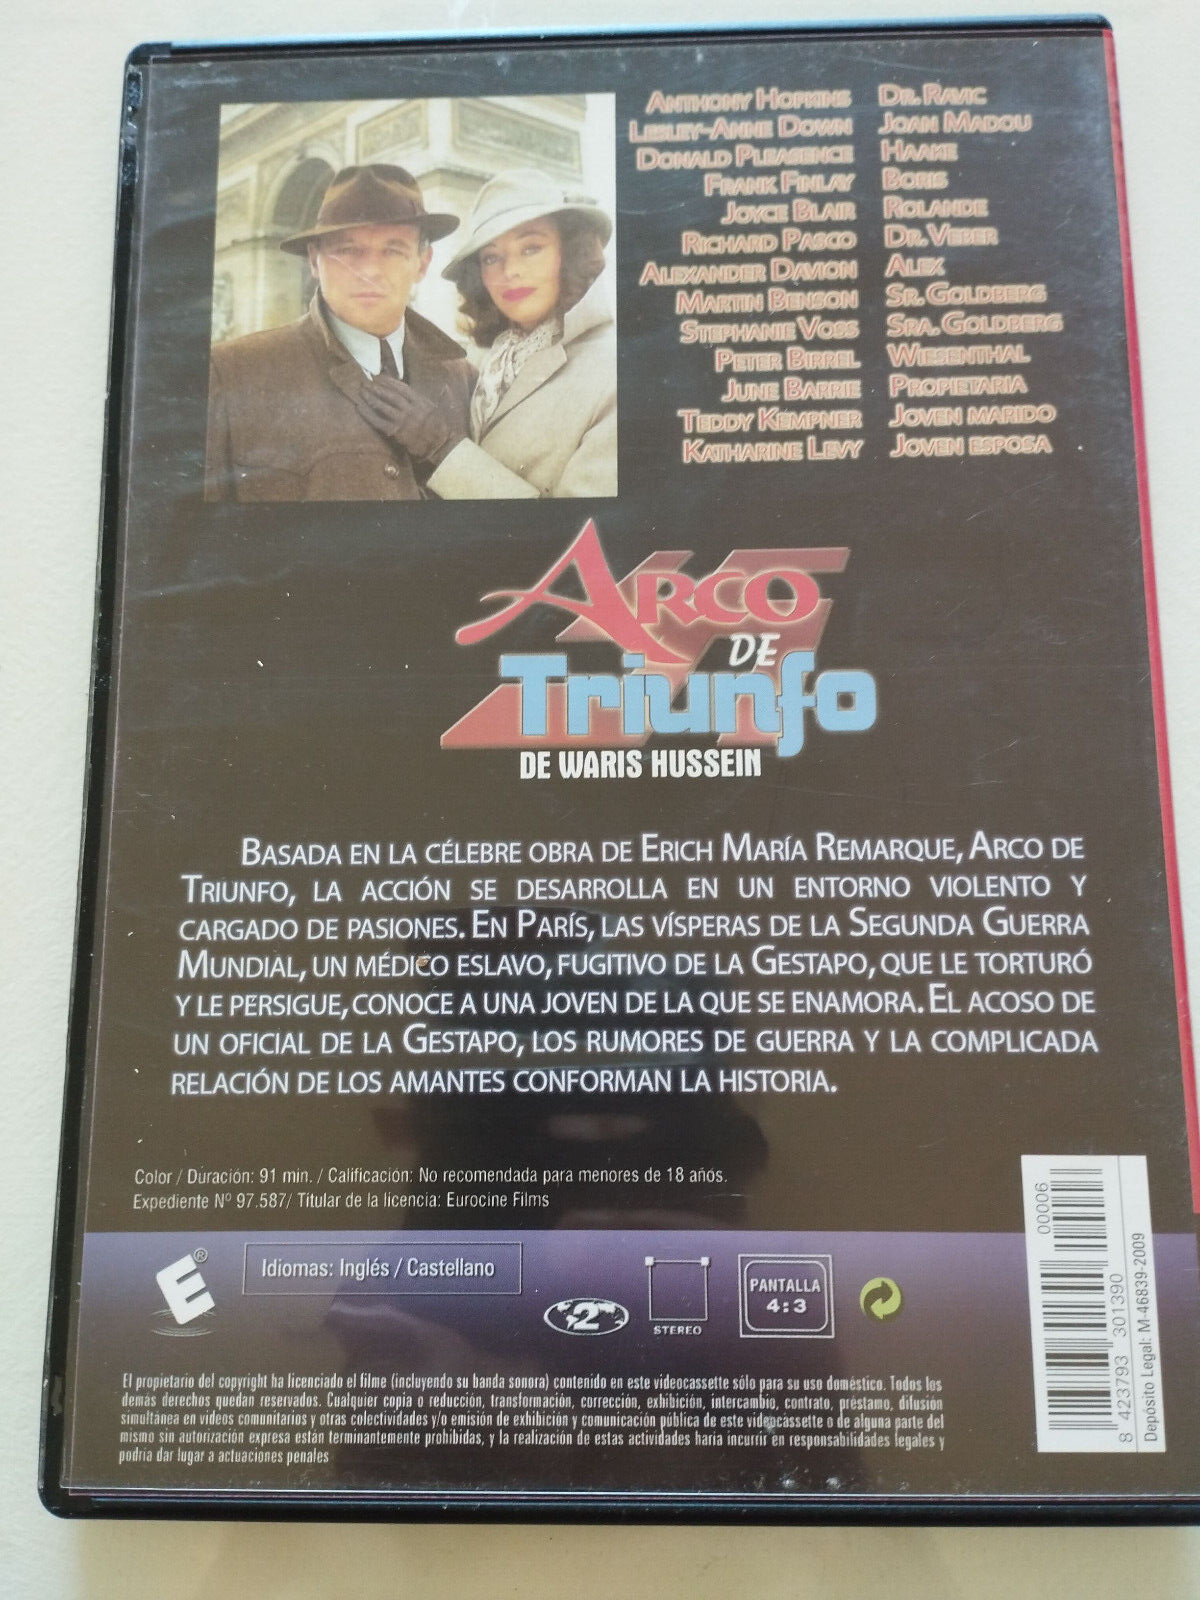 ANTHONY HOPKINS DR. RAVIC
LESLEY-ANNE DOWN JOAN MADOU
DONALD PLEASENCE HAAKE
FRANK FINLAY BORIS
JOYCE BLAIR ROLANDE
RICHARD PASCO DR. VEBER
ALEXANDER DAVION ALEX
MARTIN BENSON SR. GOLDBERG
STEPHANIE VOSS SRA. GOLDBERG
PETER BIRREL WIESENTHAL
JUNE BARRIE PROPIETARIA
TEDDY KEMPNER JOVEN MARIDO
KATHARINE LEVY JOVEN ESPOSA
ARCO
DE
Triunfo
DE WARIS HUSSEIN
BASADA EN LA CÉLEBRE OBRA DE ERICH MARÍA REMARQUE, ARCO DE
TRIUNFO, LA ACCIÓN SE DESARROLLA EN UN ENTORNO VIOLENTO Y
CARGADO DE PASIONES. EN PARÍS, LAS VÍSPERAS DE LA SEGUNDA GUERRA
MUNDIAL, UN MÉDICO ESLAVO, FUGITIVO DE LA GESTAPO, QUE LE TORTURÓ
Y LE PERSIGUE, CONOCE A UNA JOVEN DE LA QUE SE ENAMORA. EL ACOSO DE
UN OFICIAL DE LA GESTAPO, LOS RUMORES DE GUERRA Y LA COMPLICADA
RELACIÓN DE LOS AMANTES CONFORMAN LA HISTORIA.
Color / Duración: 91 min. / Calificación: No recomendada para menores de 18 años.
Expediente Nº 97.587/ Titular de la licencia: Eurocine Films
E®
Idiomas: Inglés / Castellano
2
STEREO
PANTALLA
4:3
00006
8 423793 301390
Depósito Legal: M-46839-2009
El propietario del copyright ha licenciado el filme (incluyendo su banda sonora) contenido en este videocassette sólo para su uso doméstico. Todos los
demás derechos quedan reservados. Cualquier copia o reducción, transformación, corrección, exhibición, intercambio, contrato, préstamo, difusión
simultánea en videos comunitarios y otras colectividades y/o emisión de exhibición y comunicación pública de este videocassette o de alguna parte del
mismo sin autorización expresa están terminantemente prohibidas, y la realización de estas actividades haría incurrir en responsabilidades legales y
podría dar lugar a actuaciones penales